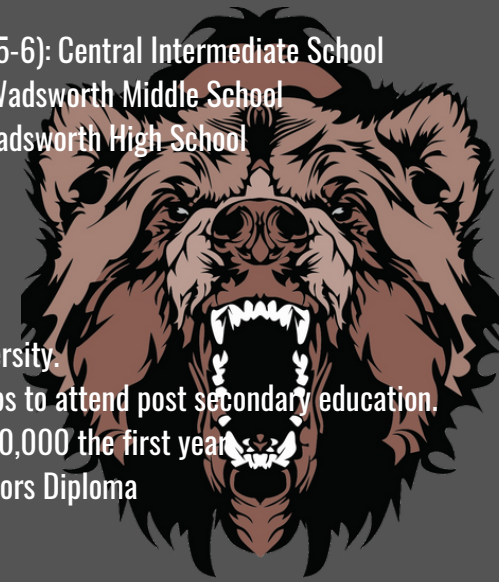 5-6): Central Intermediate School
Wadsworth Middle School
adsworth High School
ersity.
os to attend post secondary education.
0,000 the first year
ors Diploma